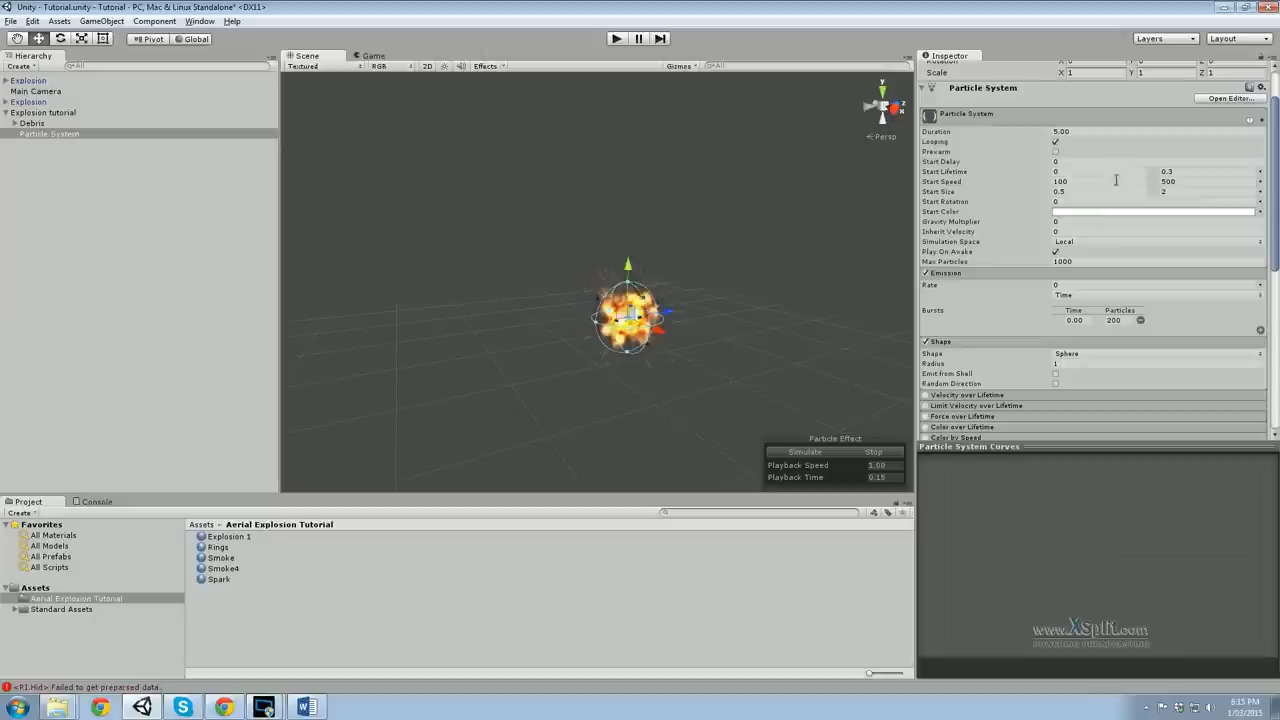 Unity - Tutorial.unity - Tutorial - PC, Mac & Linux Standalone* <DX11>
File Edit Assets GameObject Component Window Help
Pivot Global Layers Layout
Hierarchy
Create All
Explosion
Main Camera
Explosion
Explosion tutorial
Debris
Particle System
Scene Game
Textured RGB 2D Effects Gizmos All
z
x
Persp
Particle Effect
Simulate Stop
Playback Speed 1.00
Playback Time 0.15
Inspector
Rotation X 0 Y 0 Z 0
Scale X 1 Y 1 Z 1
Particle System
Open Editor...
Particle System
Duration 5.00
Looping
Prewarm
Start Delay 0
Start Lifetime 0 0.3
Start Speed 100 500
Start Size 0.5 2
Start Rotation 0
Start Color
Gravity Multiplier 0
Inherit Velocity 0
Simulation Space Local
Play On Awake
Max Particles 1000
Emission
Rate 0
Time
Bursts Time Particles
0.00 200
Shape
Shape Sphere
Radius 1
Emit from Shell
Random Direction
Velocity over Lifetime
Limit Velocity over Lifetime
Force over Lifetime
Color over Lifetime
Color by Speed
Particle System Curves
www.XSplit.com
POWERING BROADCASTING
Project Console
Create
Favorites
All Materials
All Models
All Prefabs
All Scripts
Assets
Aerial Explosion Tutorial
Standard Assets
Assets Aerial Explosion Tutorial
Explosion 1
Rings
Smoke
Smoke4
Spark
<P1.Hid> Failed to get preparsed data.
8:15 PM
1/03/2015